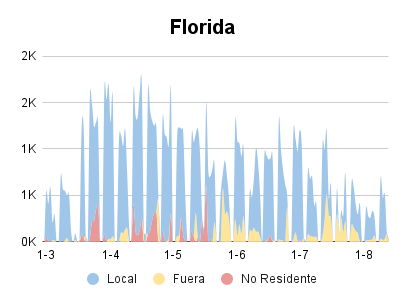 Florida
2K
2K
1K
1K
0K
1-3 1-4 1-5 1-6 1-7 1-8
Local Fuera No Residente